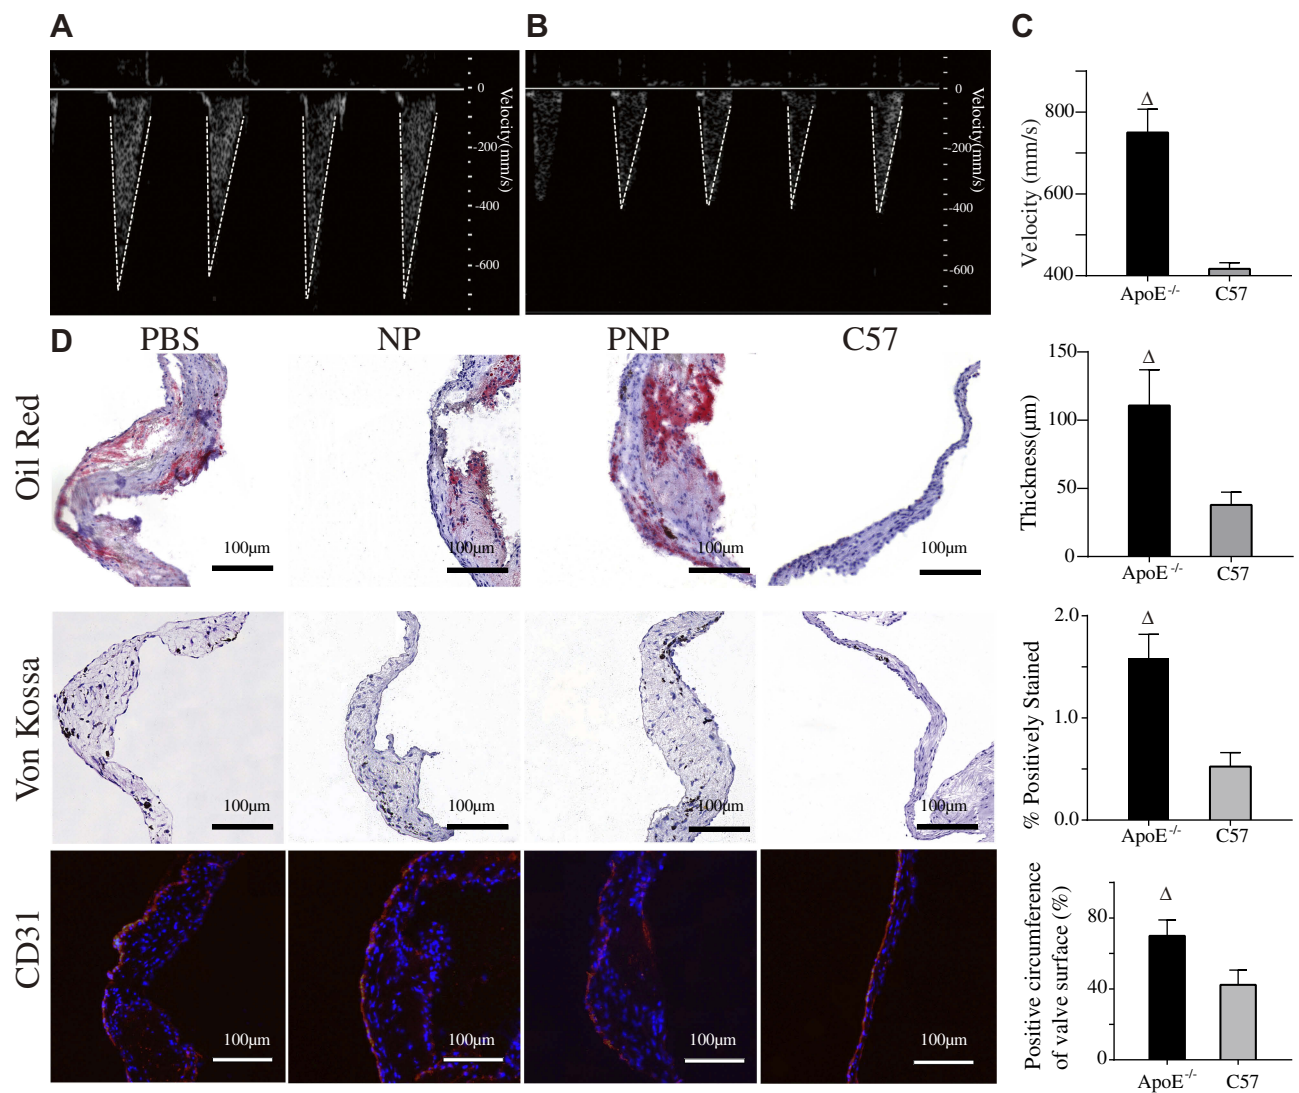 A
B
C
0
-200
-400
-600
Velocity(mm/s)
0
-200
-400
-600
Velocity(mm/s)
Velocity (mm/s)
800
600
400
Δ
ApoE-/-
C57
D
PBS
NP
PNP
C57
Oil Red
100μm
100μm
100μm
100μm
Thickness(μm)
150
100
50
0
Δ
ApoE-/-
C57
Von Kossa
100μm
100μm
100μm
100μm
% Positively Stained
2.0
1.0
0.0
Δ
ApoE-/-
C57
CD31
100μm
100μm
100μm
100μm
Positive circumference
of valve surface (%)
80
40
0
Δ
ApoE-/-
C57